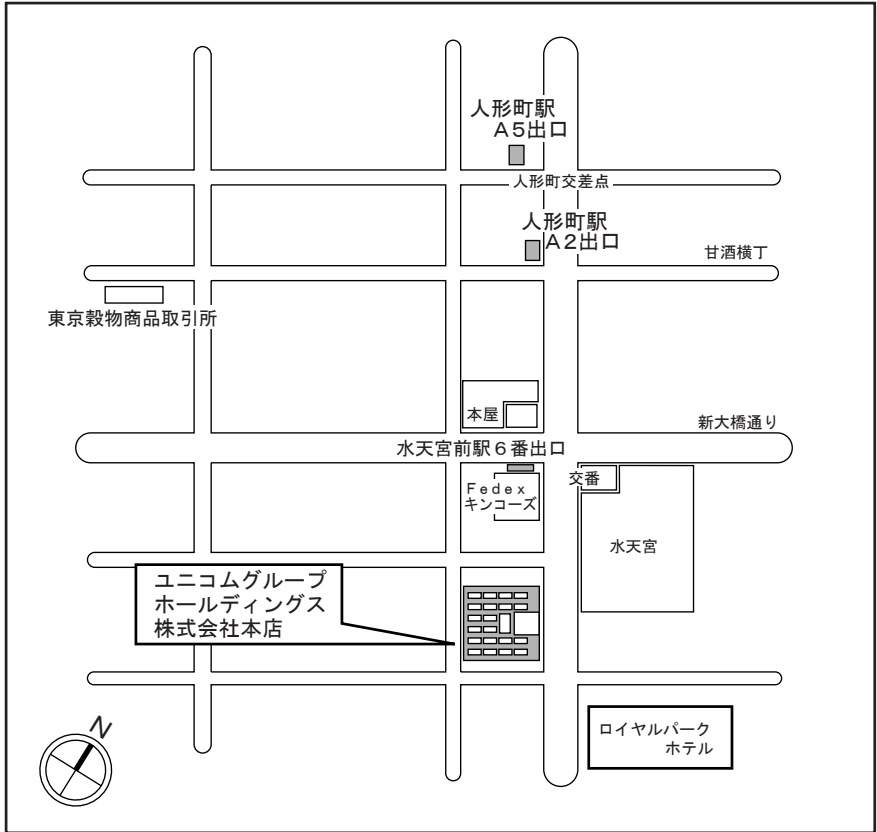 人形町駅
A5出口
人形町交差点
人形町駅
A2出口
甘酒横丁
東京穀物商品取引所
本屋
新大橋通り
水天宮前駅6番出口
交番
Fedex
キンコーズ
水天宮
ユニコムグループ
ホールディングス
株式会社本店
ロイヤルパーク
ホテル
N